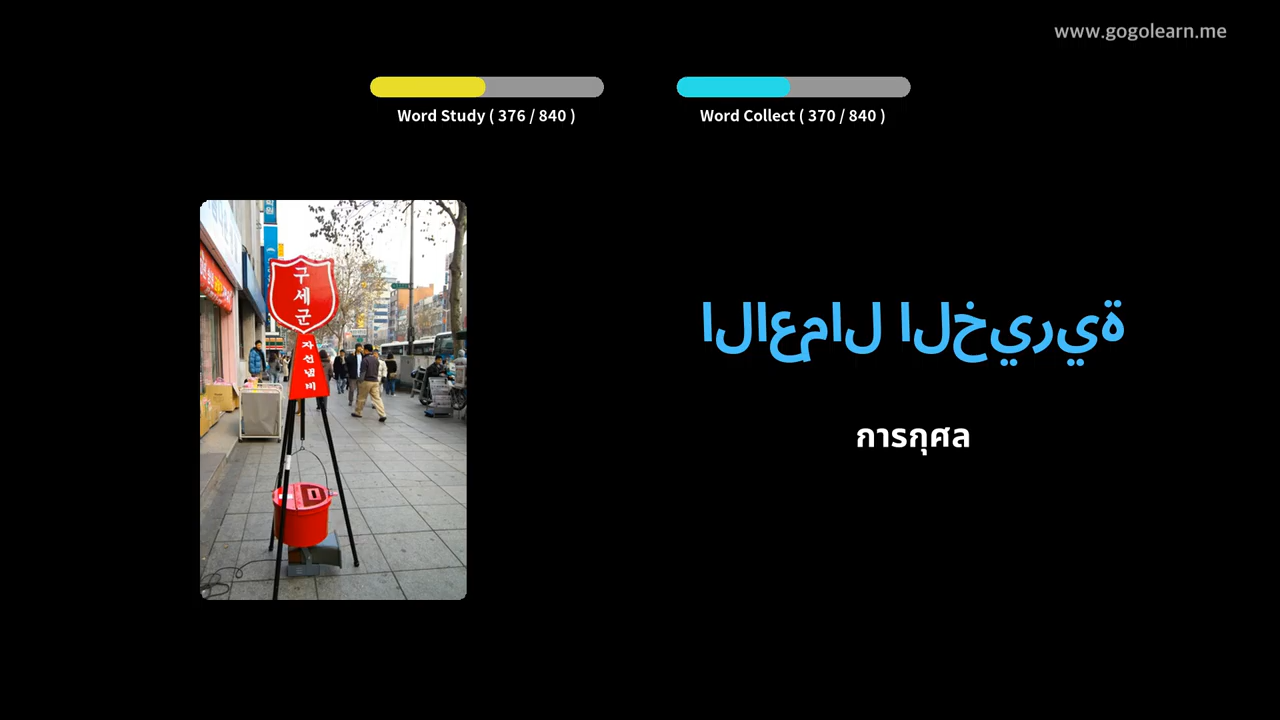 www.gogolearn.me
Word Study ( 376 / 840 )
Word Collect ( 370 / 840 )
구세군
자선냄비
الاعمال الخيرية
การกุศล